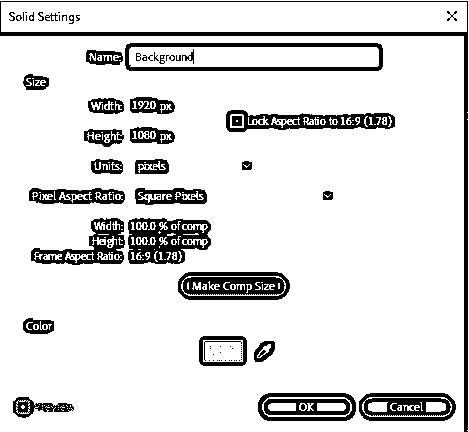 Solid Settings
Name: Background
Size
Width: 1920 px
Height: 1080 px
Lock Aspect Ratio to 16:9 (1.78)
Units: pixels
Pixel Aspect Ratio: Square Pixels
Width: 100.0 % of comp
Height: 100.0 % of comp
Frame Aspect Ratio: 16:9 (1.78)
Make Comp Size
Color
OK
Cancel